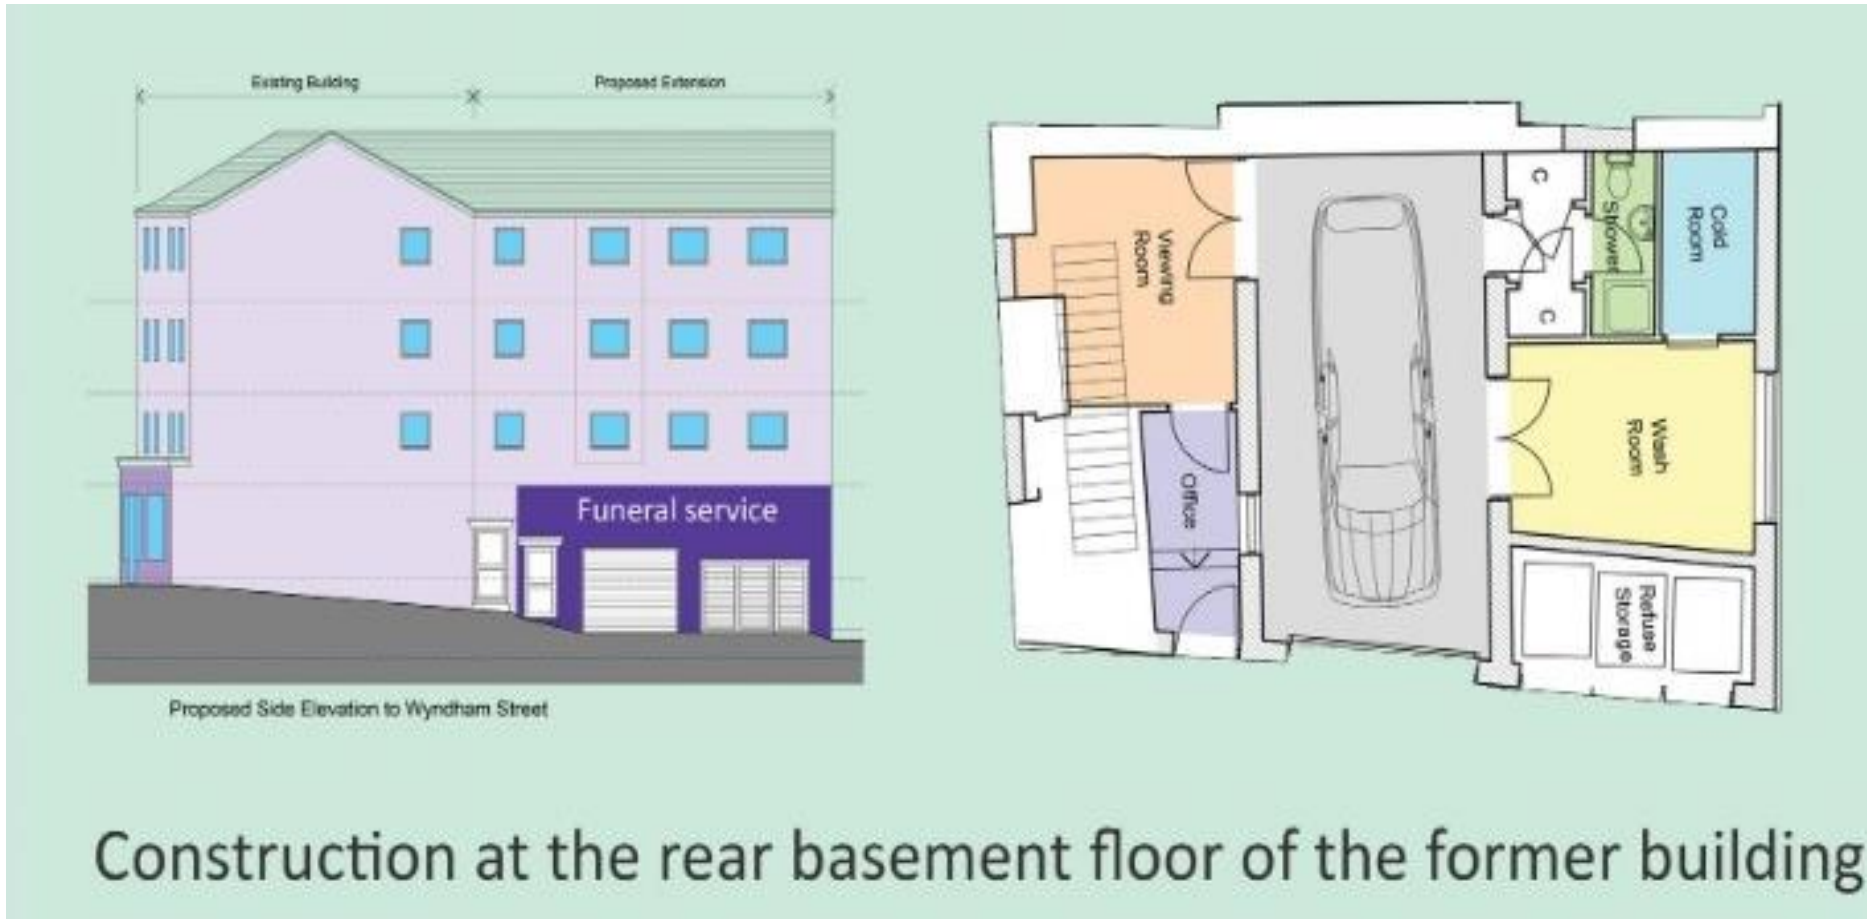 Existing Building
Proposed Extension
Funeral service
Proposed Side Elevation to Wyndham Street
Viewing
Room
Office
C
C
Shower
Cold
Room
Wash
Room
Refuse
Storage
Construction at the rear basement floor of the former building